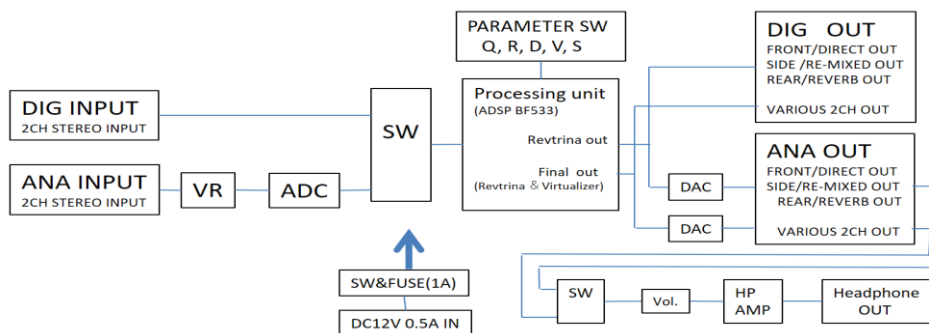 PARAMETER SW
Q, R, D, V, S
DIG OUT
FRONT/DIRECT OUT
SIDE /RE-MIXED OUT
REAR/REVERB OUT
VARIOUS 2CH OUT
DIG INPUT
2CH STEREO INPUT
SW
Processing unit
(ADSP BF533)
Revtrina out
Final out
(Revtrina & Virtualizer)
ANA INPUT
2CH STEREO INPUT
VR
ADC
DAC
DAC
ANA OUT
FRONT/DIRECT OUT
SIDE/RE-MIXED OUT
REAR/REVERB OUT
VARIOUS 2CH OUT
SW&FUSE(1A)
DC12V 0.5A IN
SW
Vol.
HP
AMP
Headphone
OUT